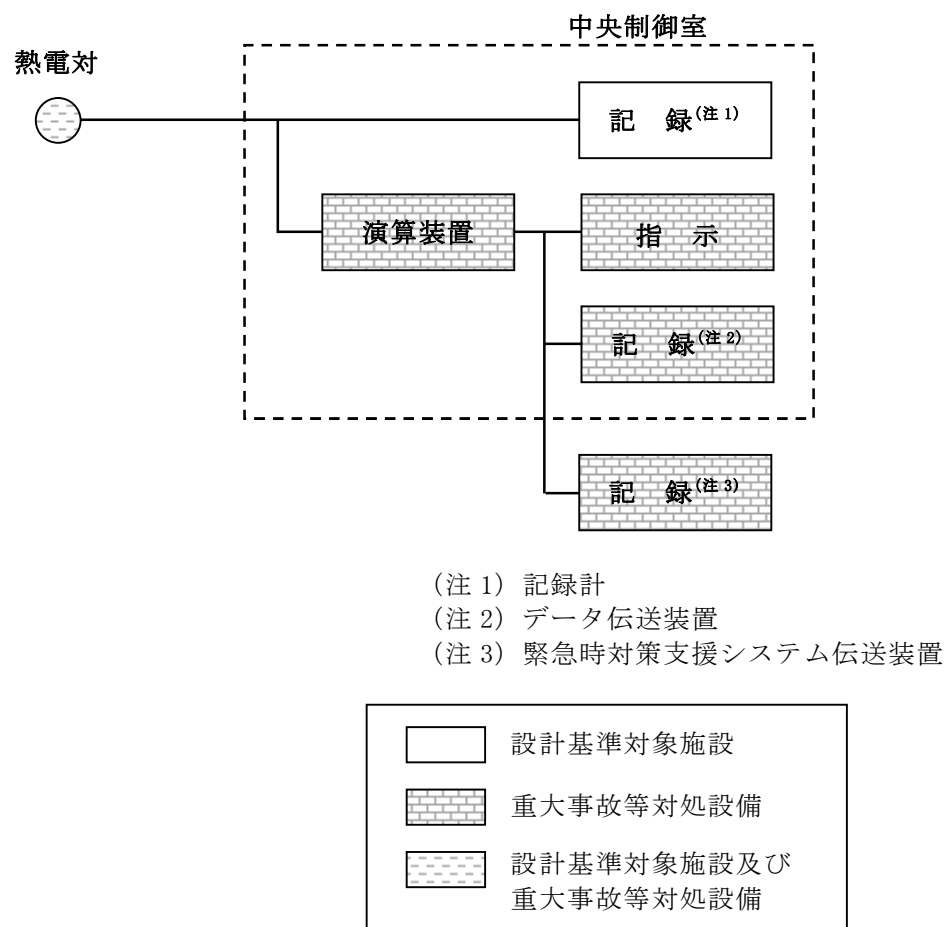 中央制御室
熱電対
記　録(注1)
演算装置
指　示
記　録(注2)
記　録(注3)
(注1) 記録計
(注2) データ伝送装置
(注3) 緊急時対策支援システム伝送装置
設計基準対象施設
重大事故等対処設備
設計基準対象施設及び
重大事故等対処設備